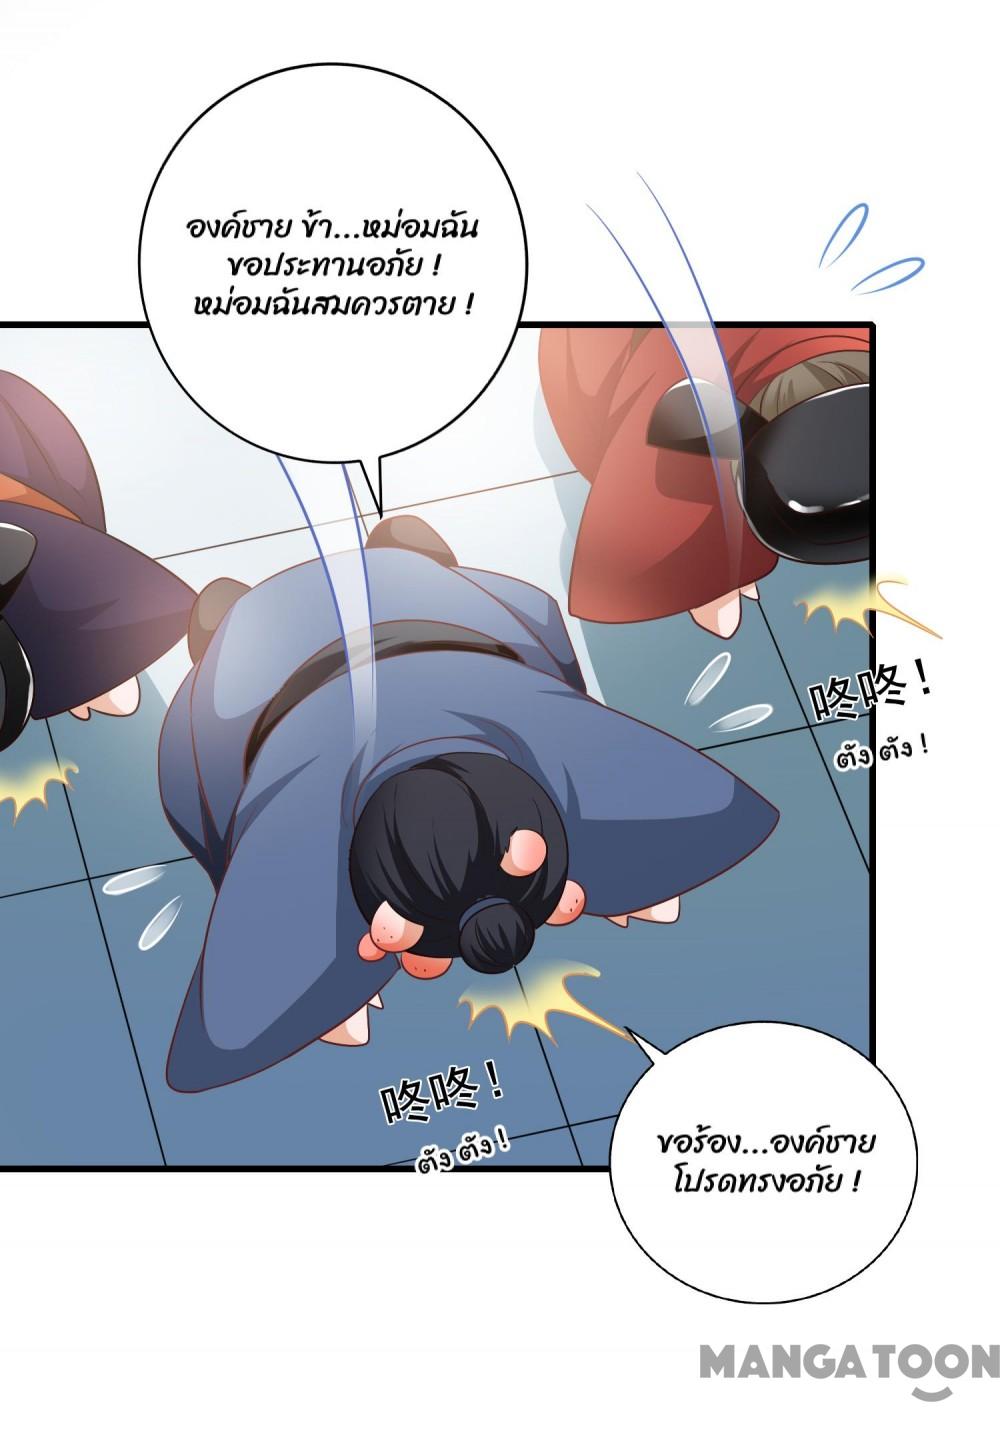 องค์ชาย ข้า...หม่อมฉัน
ขอประทานอภัย !
หม่อมฉันสมควรตาย !
咚咚!
ตัง ตัง !
咚咚!
ตัง ตัง !
ขอร้อง...องค์ชาย
โปรดทรงอภัย !
MANGA TOON